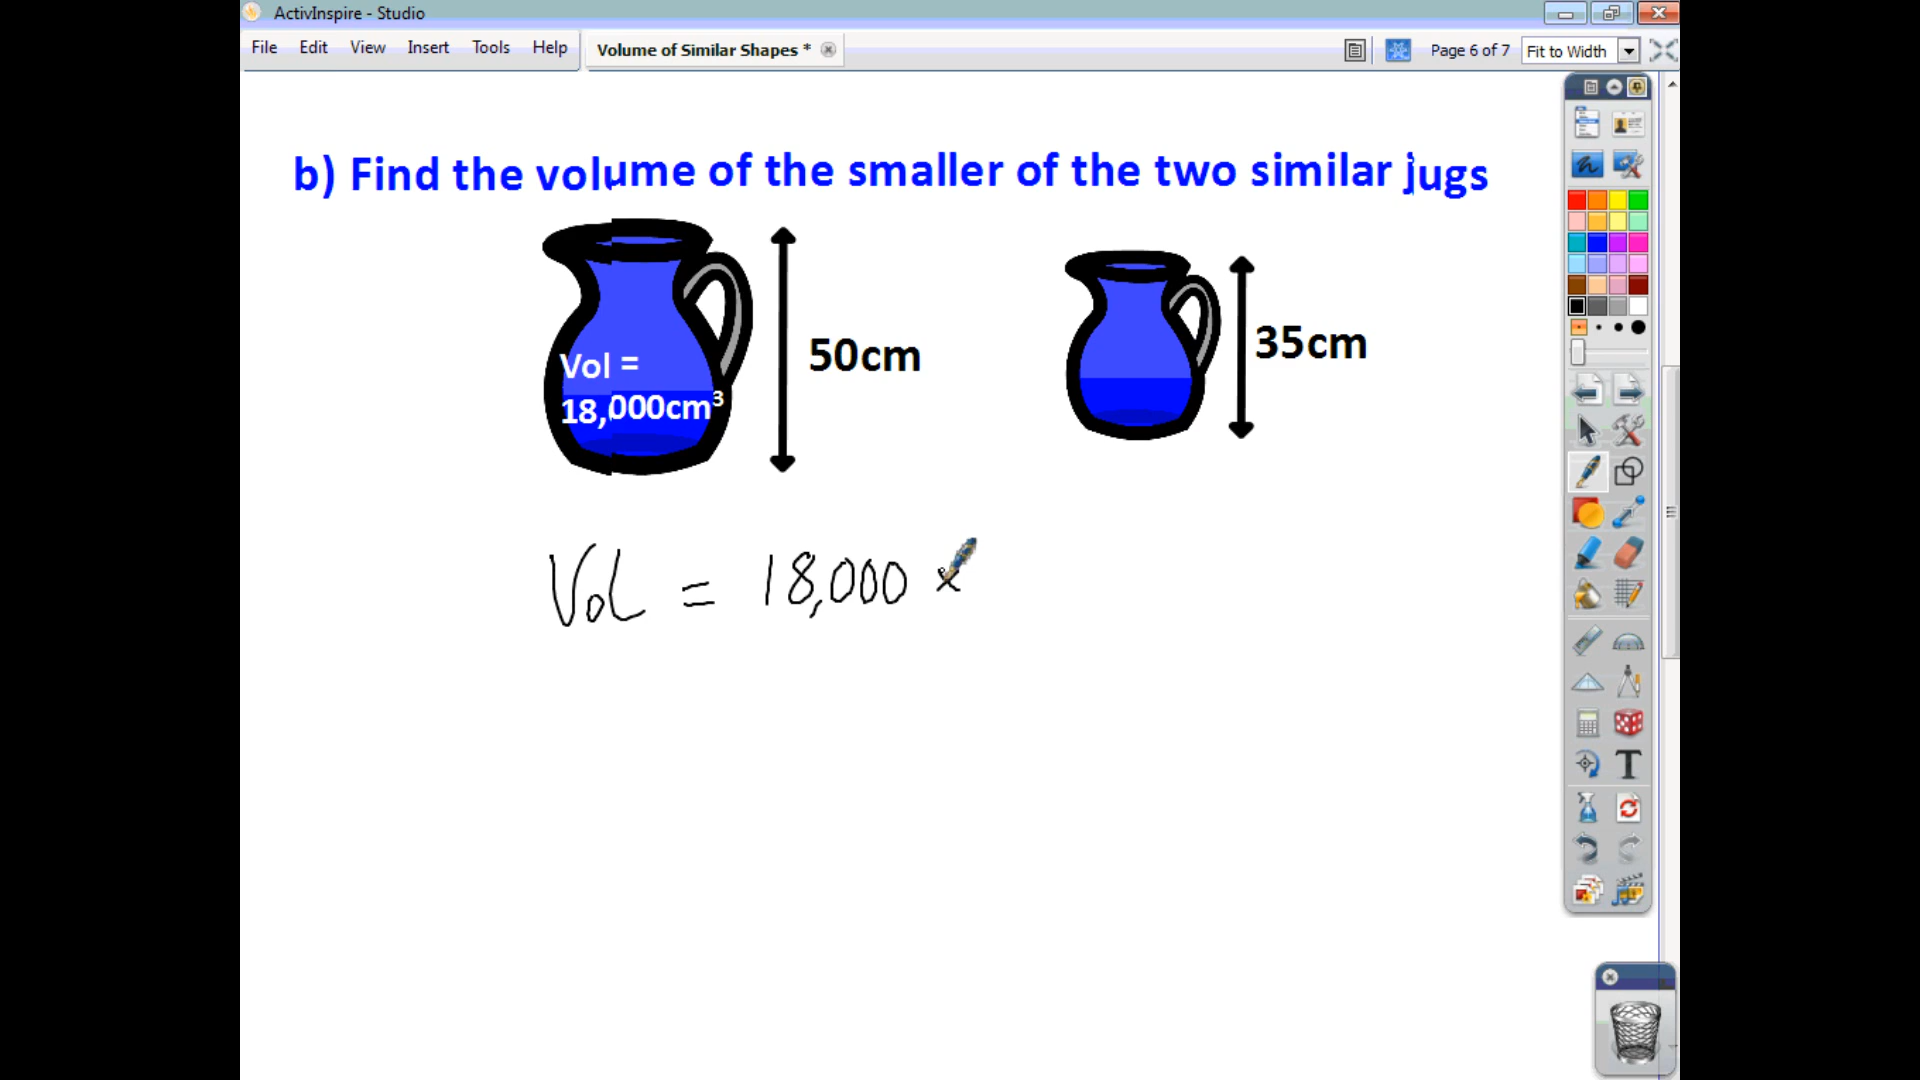 ActivInspire - Studio
File Edit View Insert Tools Help
Volume of Similar Shapes *
Page 6 of 7
Fit to Width
b) Find the volume of the smaller of the two similar jugs
Vol =
18,000cm³
50cm
35cm
Vol = 18,000 ×
T